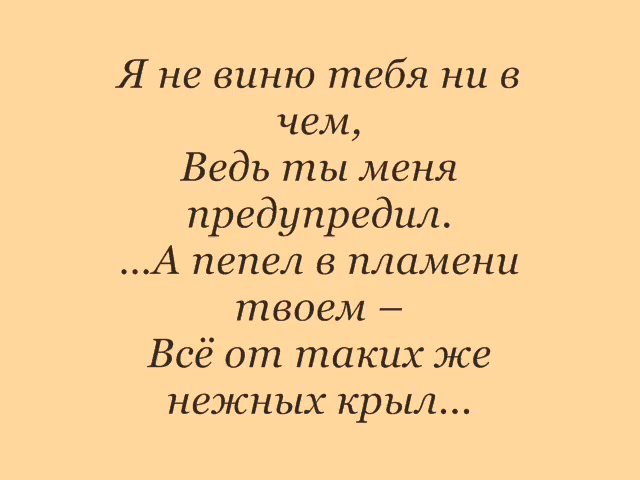 Я не виню тебя ни в
чем,
Ведь ты меня
предупредил.
...А пепел в пламени
твоем –
Всё от таких же
нежных крыл...